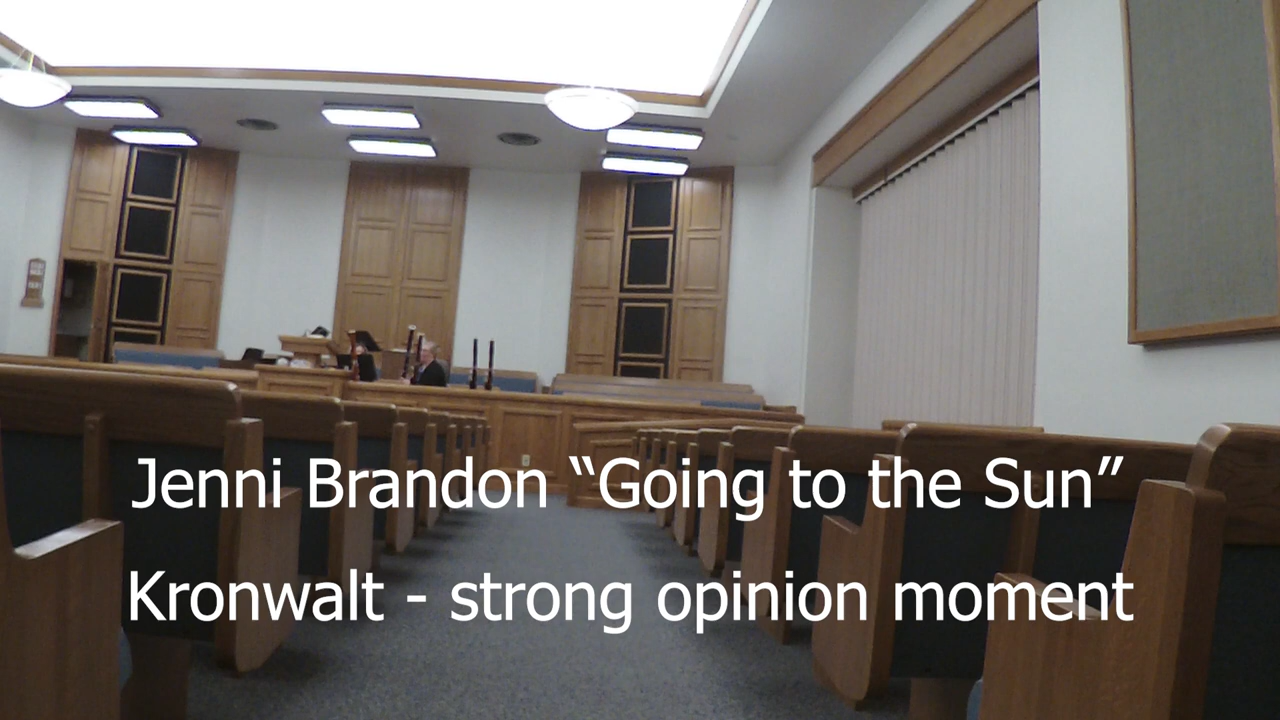 Jenni Brandon “Going to the Sun”
Kronwalt - strong opinion moment